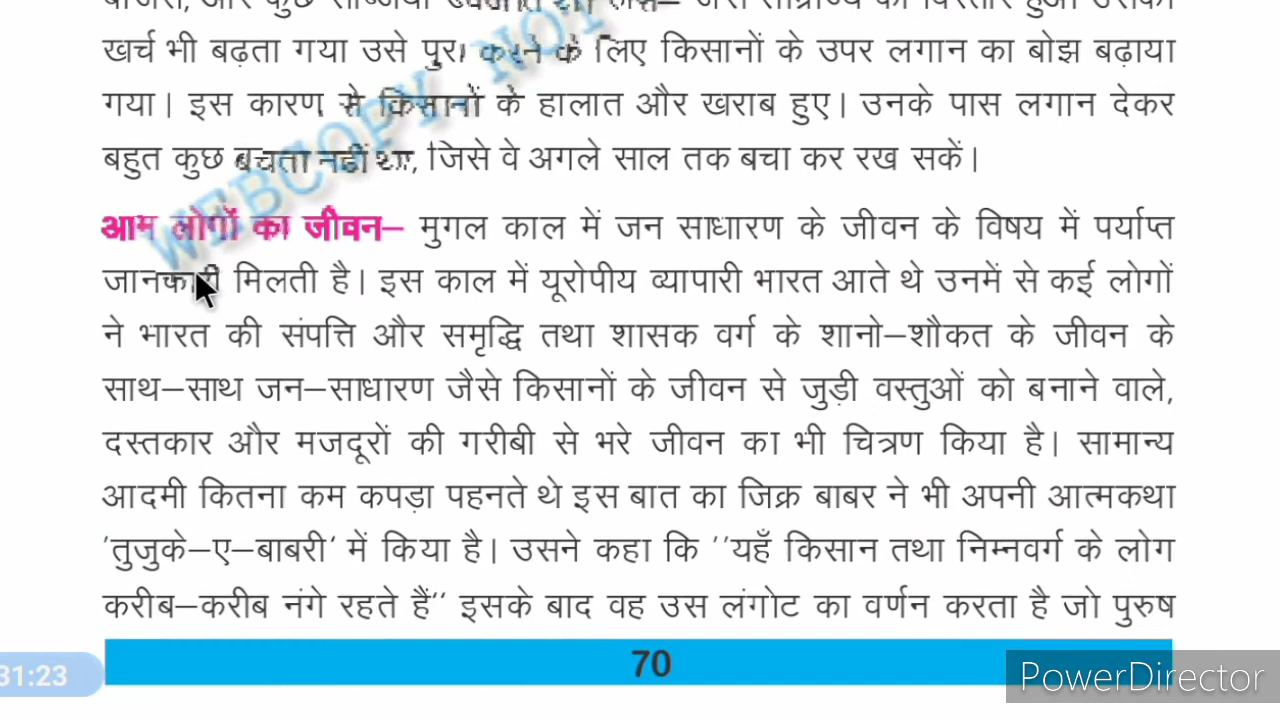 और कुछ
खर्च भी बढ़ता गया उसे पुरा करने के लिए किसानों के उपर लगान का बोझ बढ़ाया
गया। इस कारण से किसानों के हालात और खराब हुए। उनके पास लगान देकर
बहुत कुछ बचता नहीं था, जिसे वे अगले साल तक बचा कर रख सकें।
आम लोगों का जीवन– मुगल काल में जन साधारण के जीवन के विषय में पर्याप्त
जानकारी मिलती है। इस काल में यूरोपीय व्यापारी भारत आते थे उनमें से कई लोगों
ने भारत की संपत्ति और समृद्धि तथा शासक वर्ग के शानो–शौकत के जीवन के
साथ–साथ जन–साधारण जैसे किसानों के जीवन से जुड़ी वस्तुओं को बनाने वाले,
दस्तकार और मजदूरों की गरीबी से भरे जीवन का भी चित्रण किया है। सामान्य
आदमी कितना कम कपड़ा पहनते थे इस बात का जिक्र बाबर ने भी अपनी आत्मकथा
'तुजुके–ए–बाबरी' में किया है। उसने कहा कि ''यहँ किसान तथा निम्नवर्ग के लोग
करीब–करीब नंगे रहते हैं'' इसके बाद वह उस लंगोट का वर्णन करता है जो पुरुष
70
31:23
PowerDirector
WEBCOPY NOT